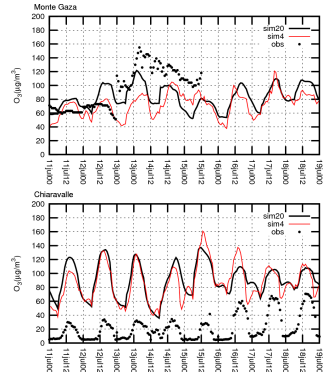 Monte Gaza
200
180
160
140
120
100
80
60
40
20
0
O3(µg/m3)
sim20
sim4
obs
11jul00
11jul12
12jul00
12jul12
13jul00
13jul12
14jul00
14jul12
15jul00
15jul12
16jul00
16jul12
17jul00
17jul12
18jul00
18jul12
19jul00
Chiaravalle
200
180
160
140
120
100
80
60
40
20
0
O3(µg/m3)
sim20
sim4
obs
11jul00
11jul12
12jul00
12jul12
13jul00
13jul12
14jul00
14jul12
15jul00
15jul12
16jul00
16jul12
17jul00
17jul12
18jul00
18jul12
19jul00